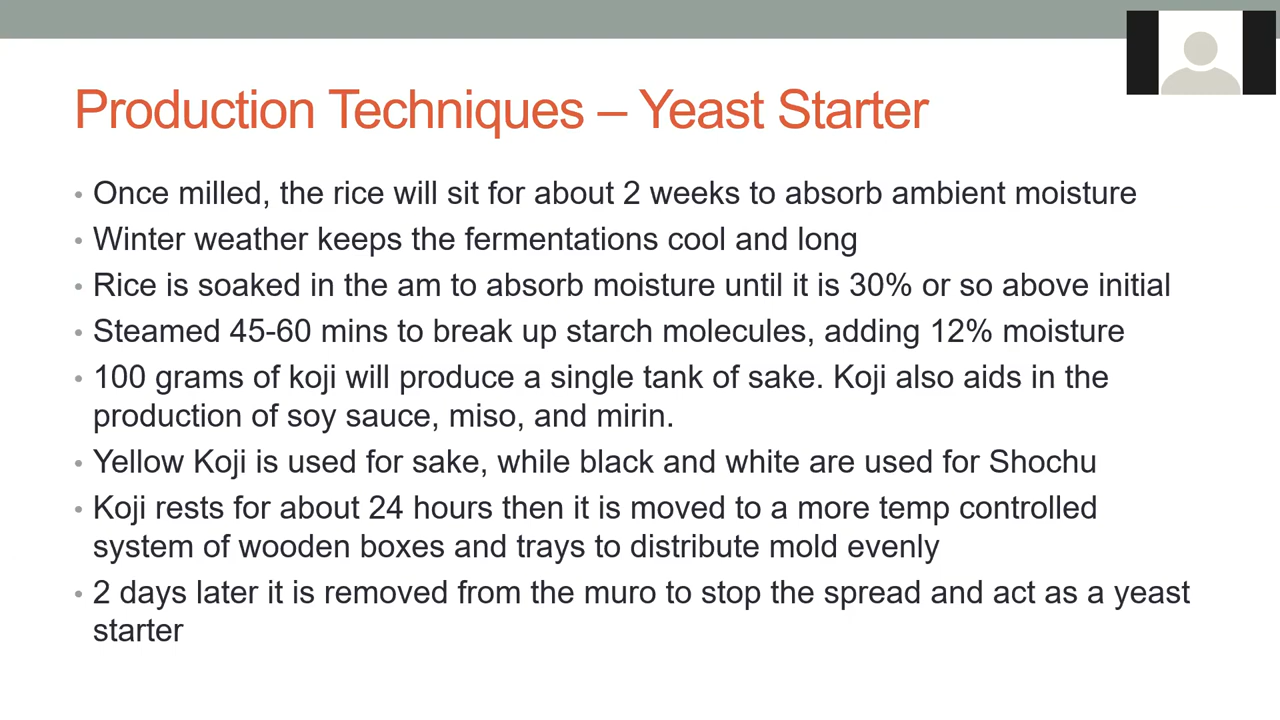 Production Techniques – Yeast Starter
• Once milled, the rice will sit for about 2 weeks to absorb ambient moisture
• Winter weather keeps the fermentations cool and long
• Rice is soaked in the am to absorb moisture until it is 30% or so above initial
• Steamed 45-60 mins to break up starch molecules, adding 12% moisture
• 100 grams of koji will produce a single tank of sake. Koji also aids in the
production of soy sauce, miso, and mirin.
• Yellow Koji is used for sake, while black and white are used for Shochu
• Koji rests for about 24 hours then it is moved to a more temp controlled
system of wooden boxes and trays to distribute mold evenly
• 2 days later it is removed from the muro to stop the spread and act as a yeast
starter